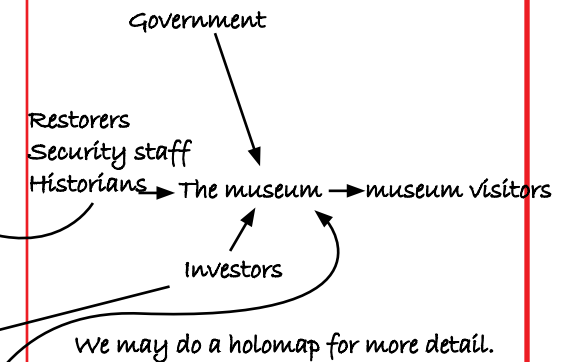 Government
Restorers
Security staff
Historians
The museum
museum visitors
Investors
We may do a holomap for more detail.